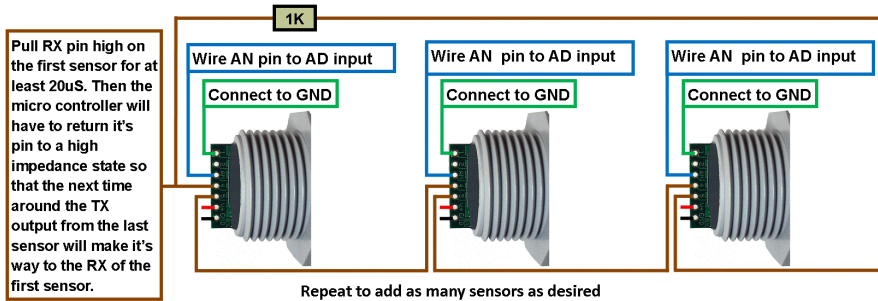 1K
Pull RX pin high on
the first sensor for at
least 20uS. Then the
micro controller will
have to return it's
pin to a high
impedance state so
that the next time
around the TX
output from the last
sensor will make it's
way to the RX of the
first sensor.
Wire AN pin to AD input
Connect to GND
Wire AN pin to AD input
Connect to GND
Wire AN pin to AD input
Connect to GND
Repeat to add as many sensors as desired